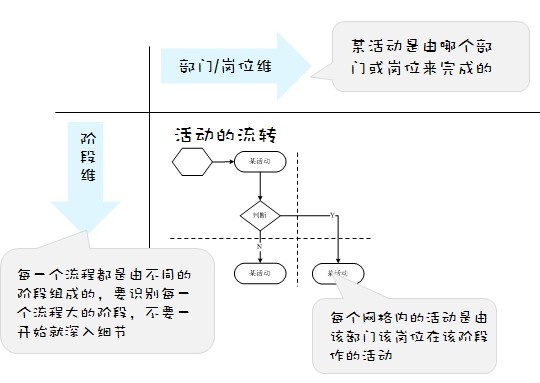 某活动是由哪个部
门或岗位来完成的
部门/岗位维
阶
段
维
活动的流转
某活动
判断
Y
N
某活动
某活动
每一个流程都是由不同的
阶段组成的，要识别每一
个流程大的阶段，不要一
开始就深入细节
每个网格内的活动是由
该部门该岗位在该阶段
作的活动